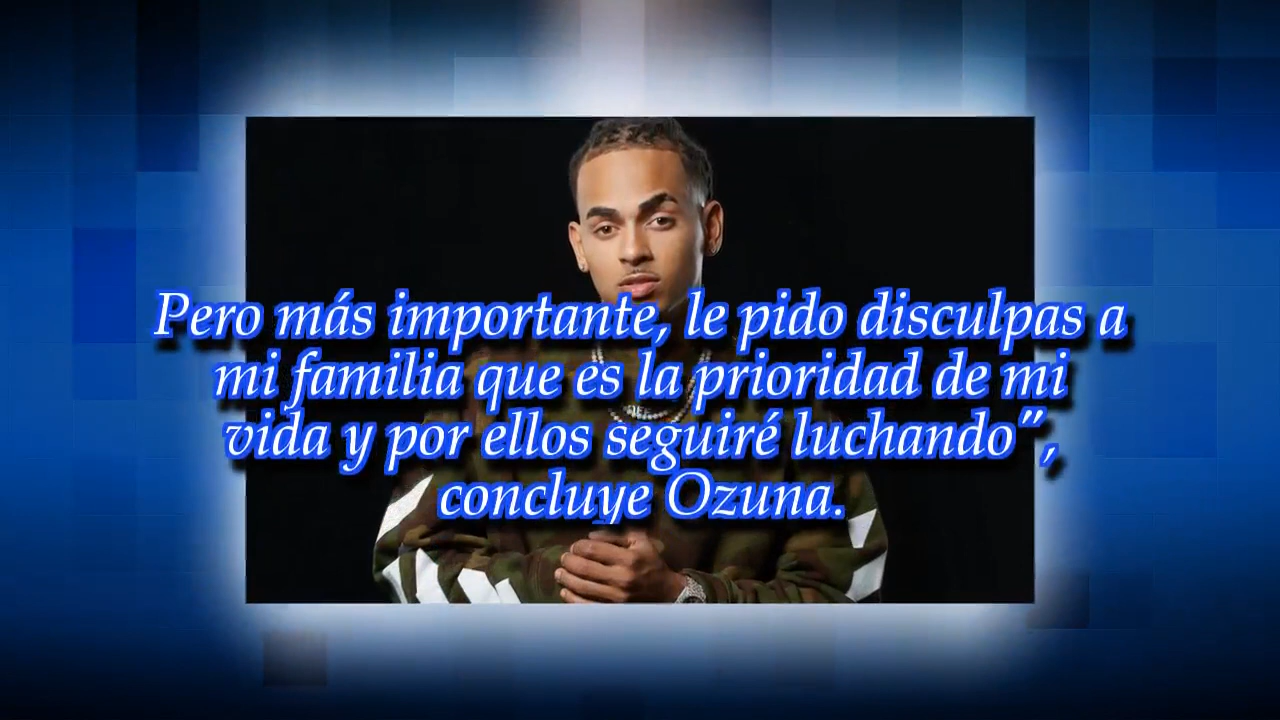 Pero más importante, le pido disculpas a
mi familia que es la prioridad de mi
vida y por ellos seguiré luchando”,
concluye Ozuna.